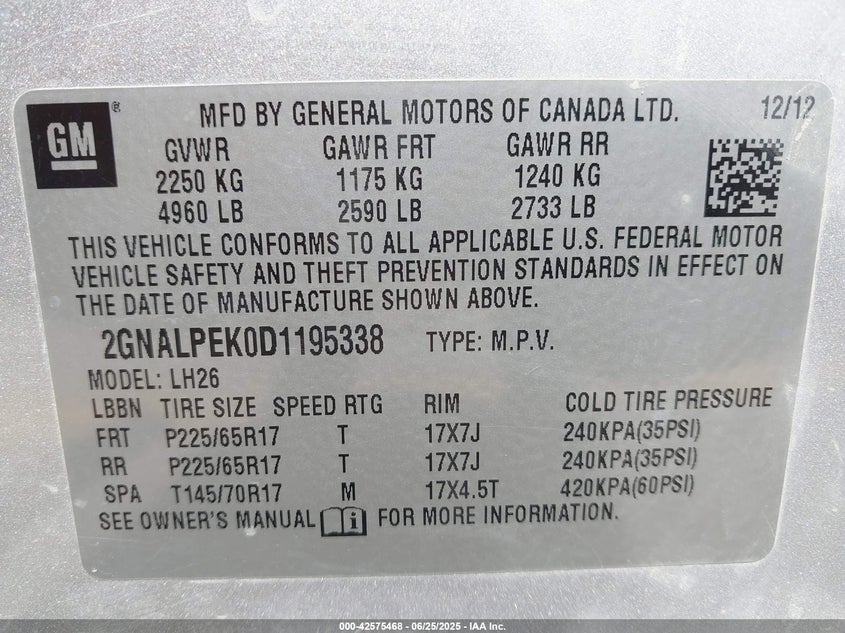 GM ®
MFD BY GENERAL MOTORS OF CANADA LTD. 12/12
GVWR GAWR FRT GAWR RR
2250 KG 1175 KG 1240 KG
4960 LB 2590 LB 2733 LB
THIS VEHICLE CONFORMS TO ALL APPLICABLE U.S. FEDERAL MOTOR
VEHICLE SAFETY AND THEFT PREVENTION STANDARDS IN EFFECT ON
THE DATE OF MANUFACTURE SHOWN ABOVE.
2GNALPEK0D1195338 TYPE: M.P.V.
MODEL: LH26
LBBN TIRE SIZE SPEED RTG RIM COLD TIRE PRESSURE
FRT P225/65R17 T 17X7J 240KPA(35PSI)
RR P225/65R17 T 17X7J 240KPA(35PSI)
SPA T145/70R17 M 17X4.5T 420KPA(60PSI)
SEE OWNER'S MANUAL i FOR MORE INFORMATION.
000-42575468 - 06/25/2025 - IAA Inc.